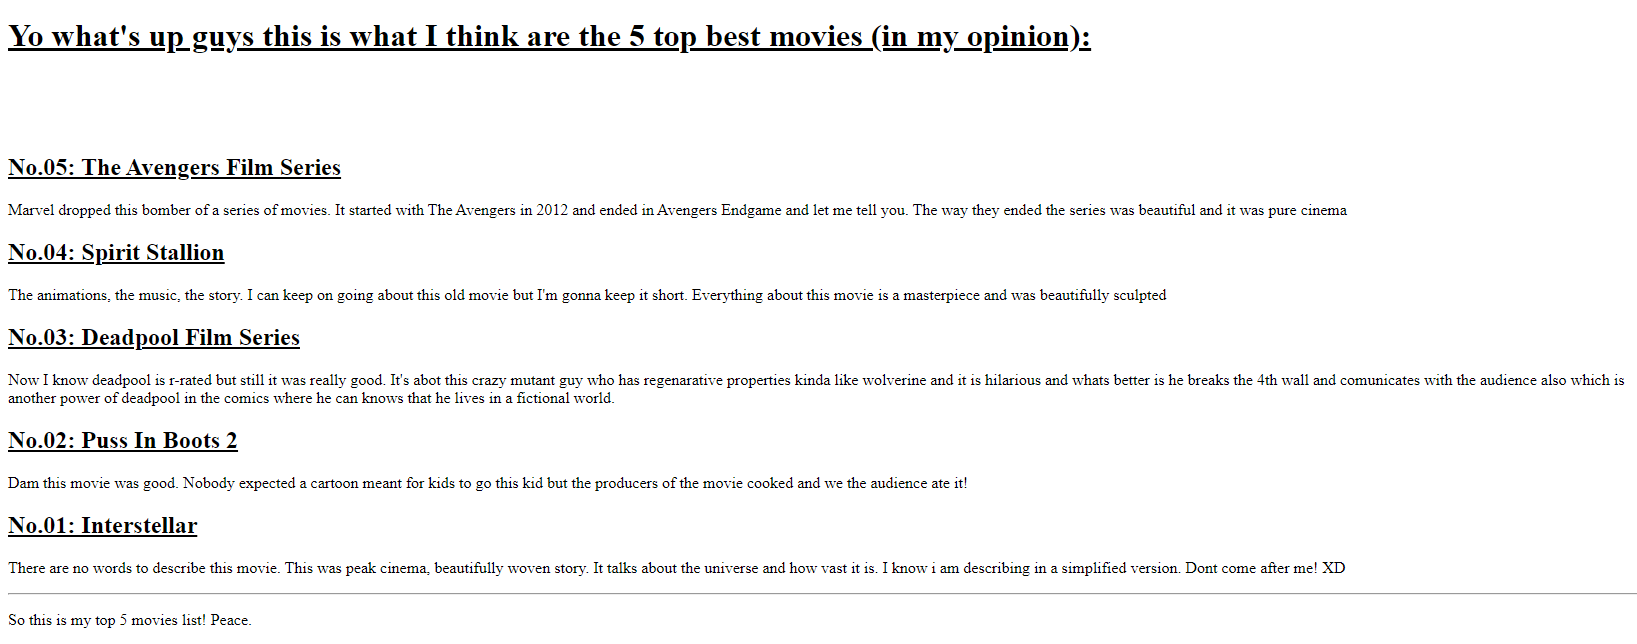 Yo what's up guys this is what I think are the 5 top best movies (in my opinion):
No.05: The Avengers Film Series
Marvel dropped this bomber of a series of movies. It started with The Avengers in 2012 and ended in Avengers Endgame and let me tell you. The way they ended the series was beautiful and it was pure cinema
No.04: Spirit Stallion
The animations, the music, the story. I can keep on going about this old movie but I'm gonna keep it short. Everything about this movie is a masterpiece and was beautifully sculpted
No.03: Deadpool Film Series
Now I know deadpool is r-rated but still it was really good. It's abot this crazy mutant guy who has regenarative properties kinda like wolverine and it is hilarious and whats better is he breaks the 4th wall and comunicates with the audience also which is
another power of deadpool in the comics where he can knows that he lives in a fictional world.
No.02: Puss In Boots 2
Dam this movie was good. Nobody expected a cartoon meant for kids to go this kid but the producers of the movie cooked and we the audience ate it!
No.01: Interstellar
There are no words to describe this movie. This was peak cinema, beautifully woven story. It talks about the universe and how vast it is. I know i am describing in a simplified version. Dont come after me! XD
So this is my top 5 movies list! Peace.